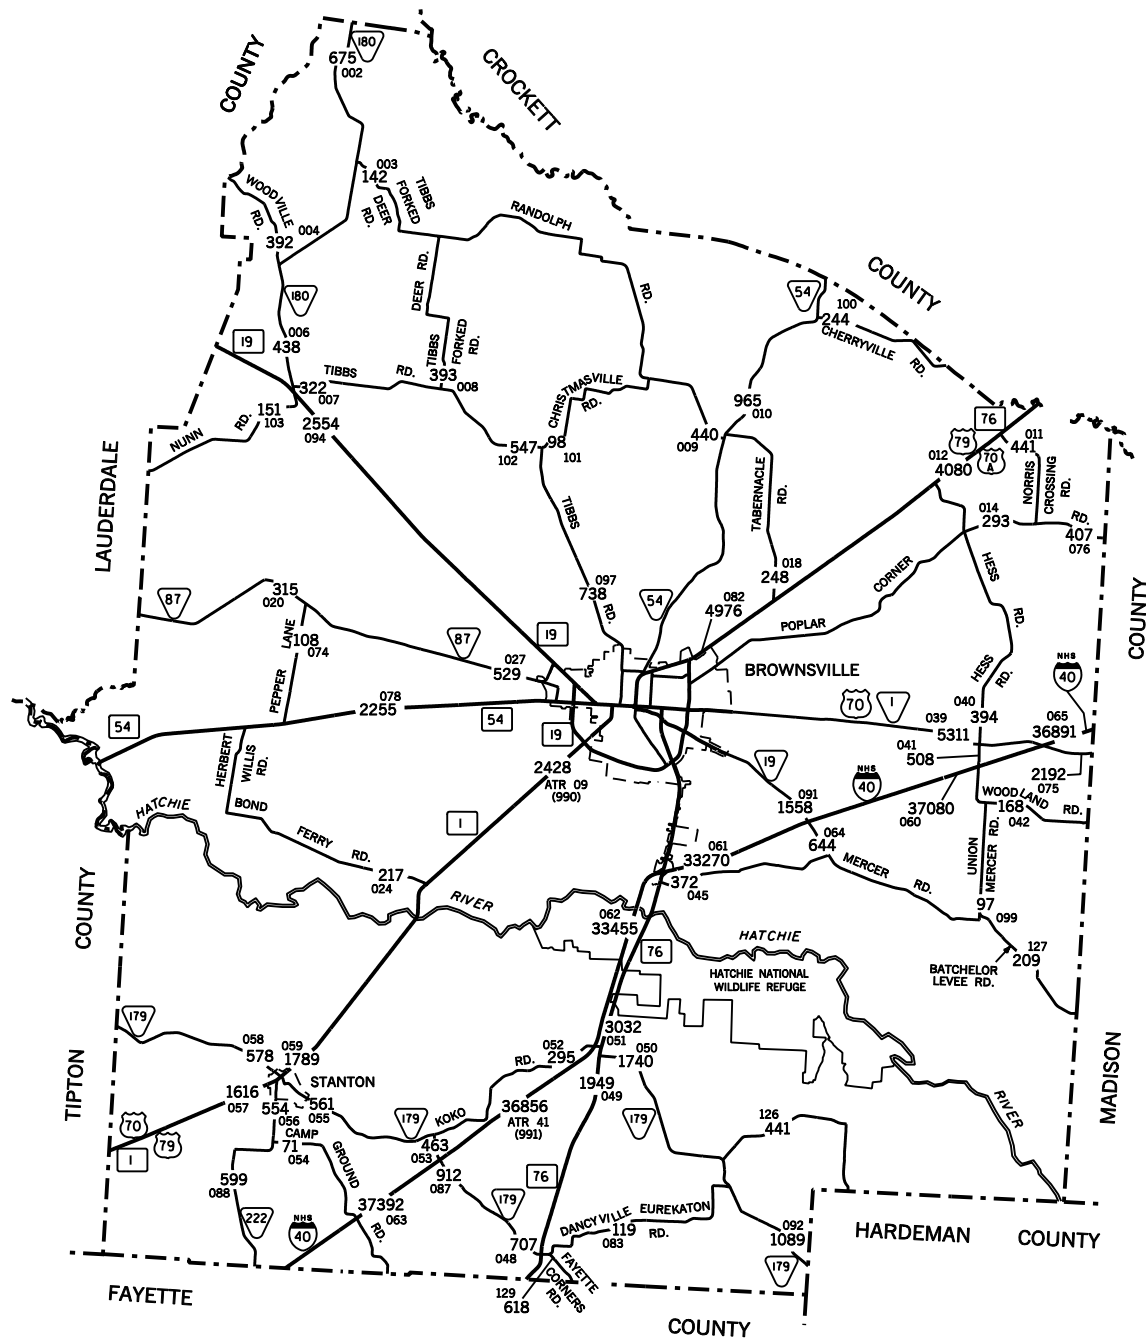 180
675
002
COUNTY
CROCKETT
003
142
TIBBS
FORKED
DEER
RD.
WOODVILLE
RD.
004
392
RANDOLPH
RD.
DEER RD.
COUNTY
180
54
100
244
CHERRYVILLE
RD.
19
006
438
TIBBS
FORKED
RD.
322
007
TIBBS
RD.
393
008
CHRISTMASVILLE
RD.
151
103
NUNN
RD.
2554
094
965
010
440
009
547
102
98
101
76
011
441
79
70
A
012
4080
NORRIS
CROSSING
RD.
LAUDERDALE
TIBBS
RD.
TABERNACLE
RD.
014
293
RD.
407
076
HESS
RD.
CORNER
POPLAR
018
248
097
738
54
082
4976
87
315
020
LANE
108
074
PEPPER
87
19
027
529
BROWNSVILLE
HESS
RD.
NHS
40
COUNTY
54
078
2255
54
19
70
1
039
5311
040
394
065
36891
041
508
HERBERT
WILLIS
RD.
2428
ATR 09
(990)
19
NHS
40
2192
075
HATCHIE
BOND
FERRY
RD.
1
091
1558
37080
060
WOODLAND
RD.
168
042
061
33270
064
644
UNION
MERCER RD.
217
024
372
045
MERCER
RD.
97
099
COUNTY
RIVER
062
33455
76
HATCHIE
HATCHIE NATIONAL
WILDLIFE REFUGE
127
209
BATCHELOR
LEVEE RD.
179
058
578
059
1789
3032
051
052
295
RD.
050
1740
1949
049
STANTON
1616
057
554
056
561
055
TIPTON
MADISON
RIVER
70
79
1
179
KOKO
36856
ATR 41
(991)
179
126
441
CAMP
71
054
GROUND
RD.
463
053
912
087
599
088
76
222
NHS
40
37392
063
179
DANCYVILLE
EUREKATON
119
083
RD.
092
1089
707
048
FAYETTE
CORNERS
RD.
179
HARDEMAN
COUNTY
129
618
FAYETTE
COUNTY